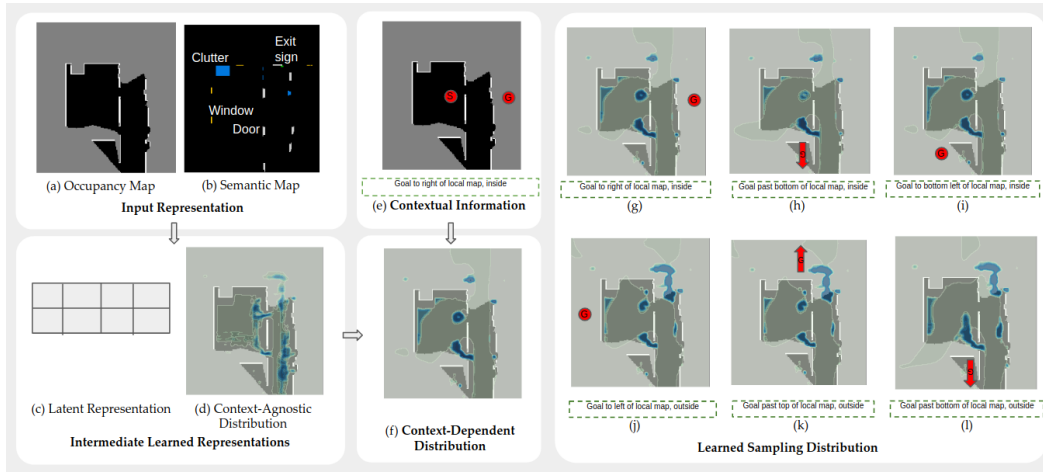 Clutter
Exit
sign
Window
Door
(a) Occupancy Map
(b) Semantic Map
Input Representation
S
G
Goal to right of local map, inside
(e) Contextual Information
(c) Latent Representation
(d) Context-Agnostic
Distribution
Intermediate Learned Representations
(f) Context-Dependent
Distribution
G
Goal to right of local map, inside
(g)
G
Goal past bottom of local map, inside
(h)
G
Goal to bottom left of local map, inside
(i)
G
Goal to left of local map, outside
(j)
G
Goal past top of local map, outside
(k)
G
Goal past bottom of local map, outside
(l)
Learned Sampling Distribution